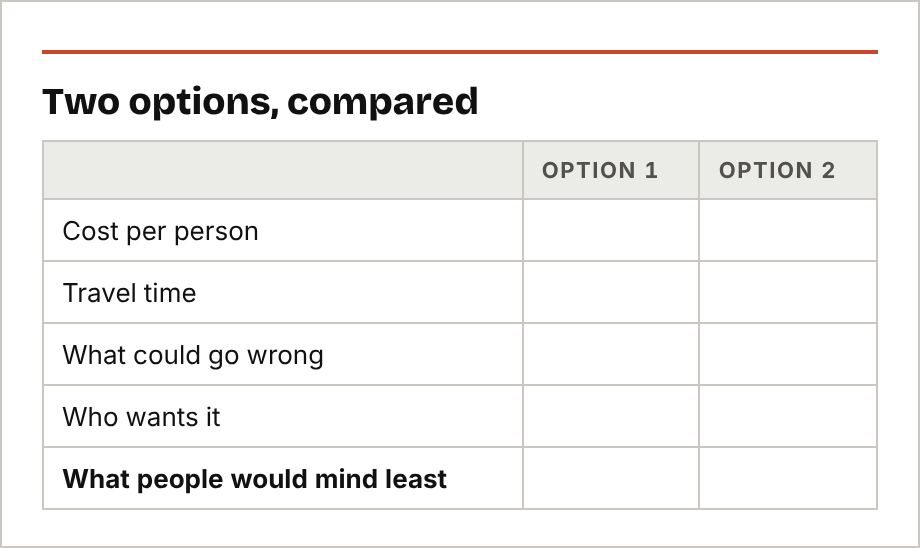 Two options, compared
OPTION 1 OPTION 2
Cost per person
Travel time
What could go wrong
Who wants it
What people would mind least